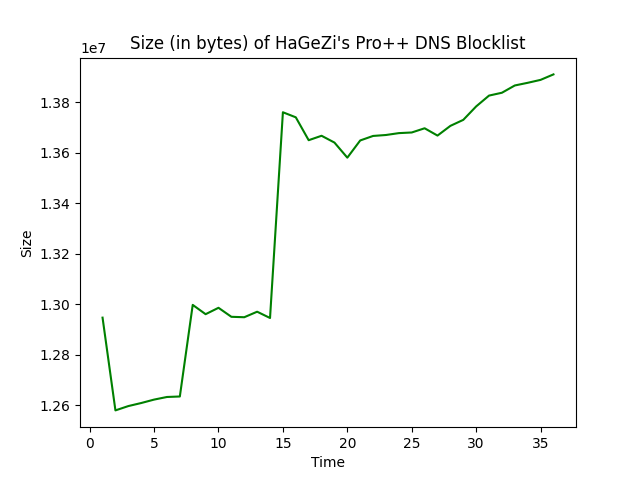 Size (in bytes) of HaGeZi's Pro++ DNS Blocklist
1e7
1.38
1.36
1.34
1.32
1.30
1.28
1.26
Size
0 5 10 15 20 25 30 35
Time